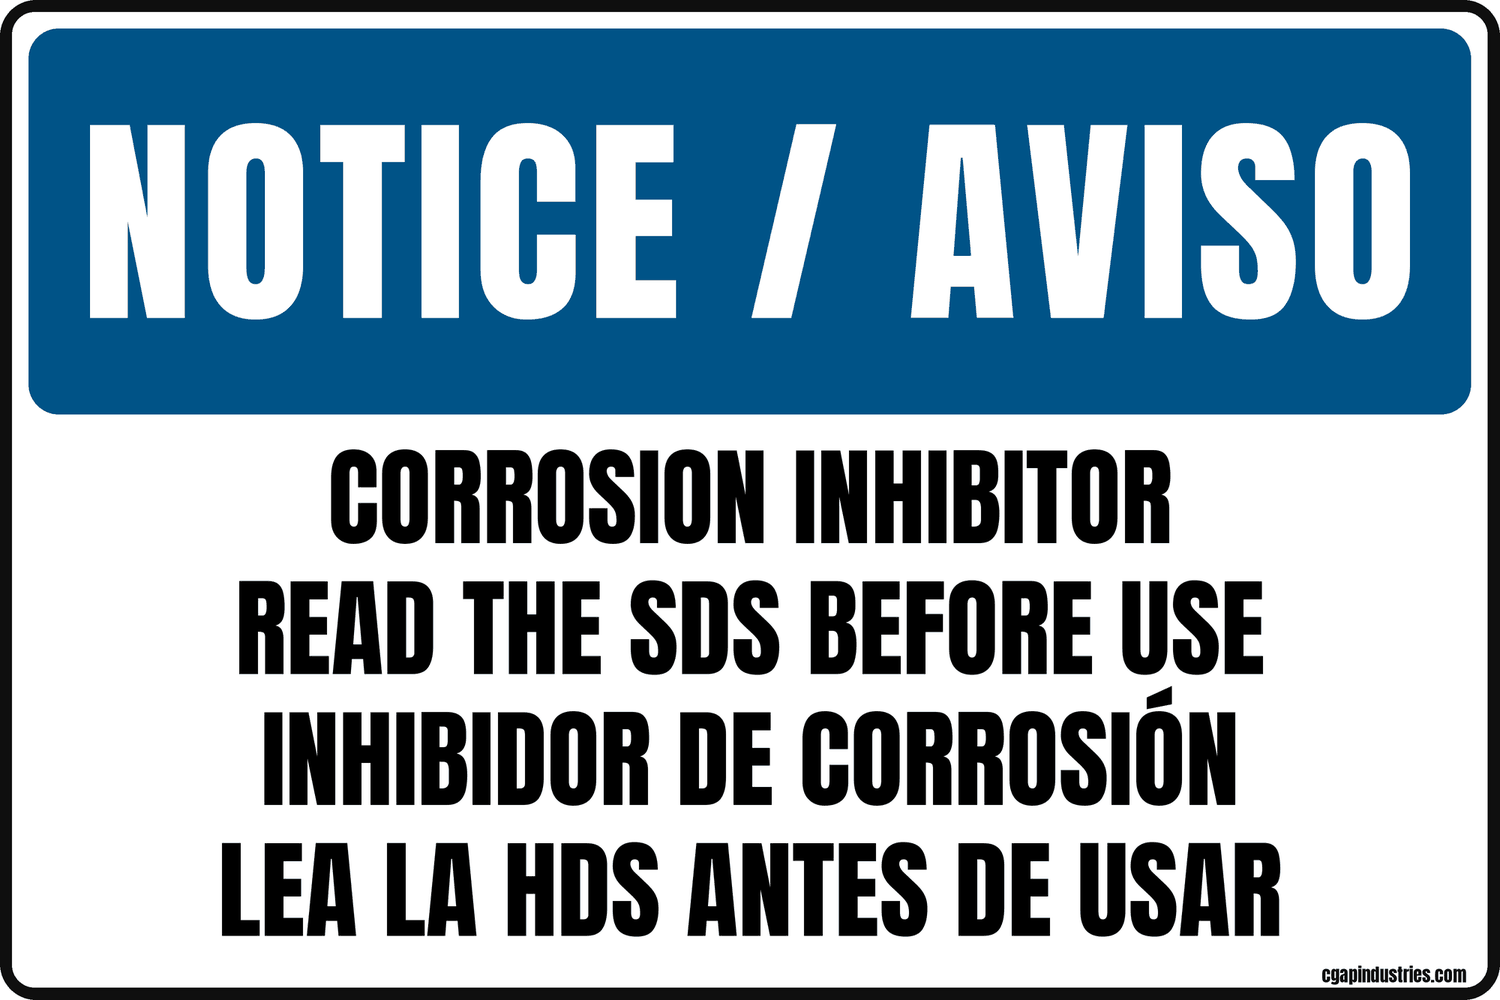 NOTICE / AVISO
CORROSION INHIBITOR
READ THE SDS BEFORE USE
INHIBIDOR DE CORROSIÓN
LEA LA HDS ANTES DE USAR
cgapindustries.com